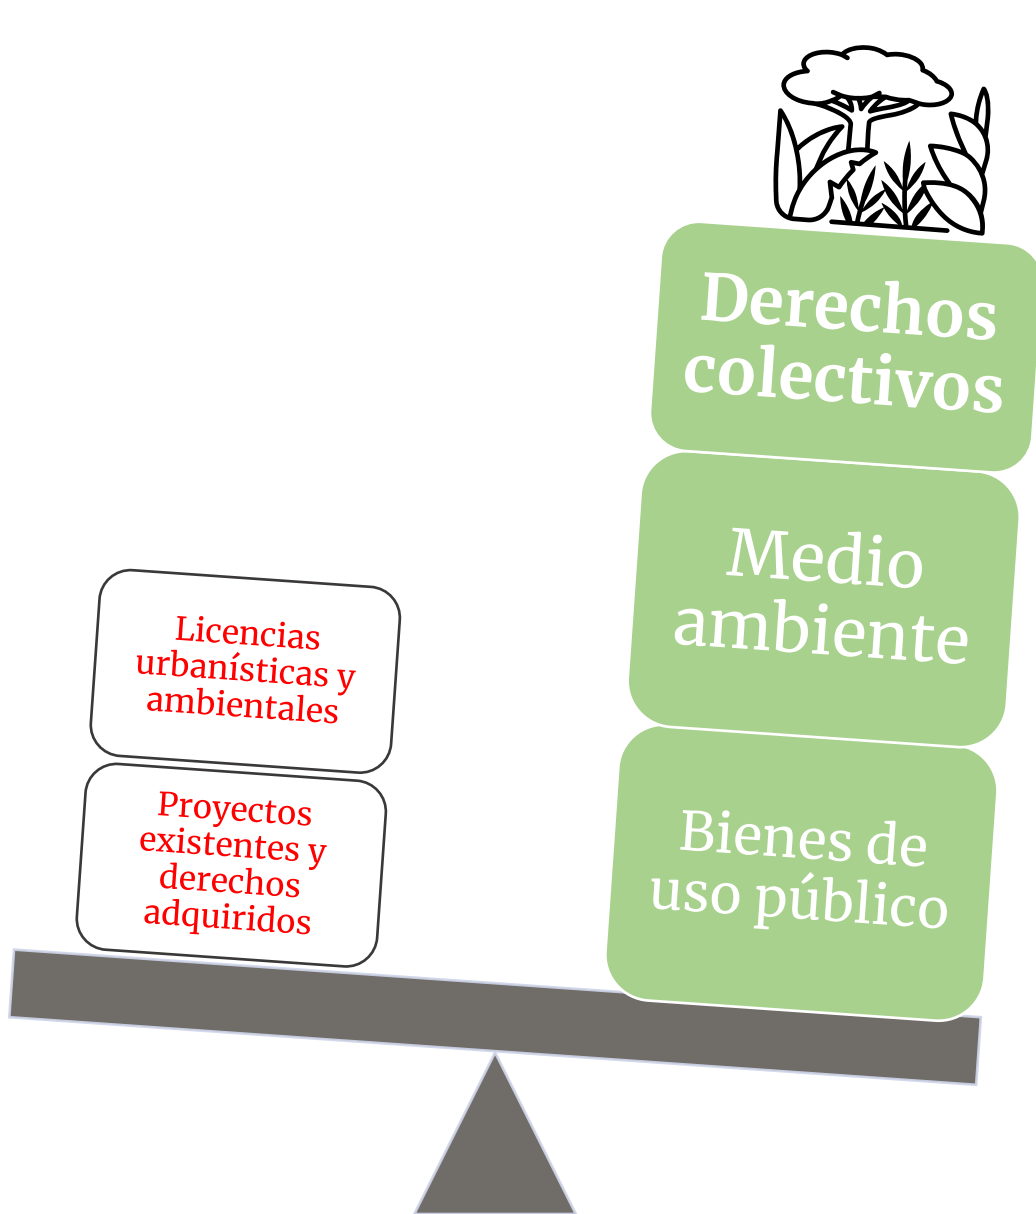 Derechos
colectivos
Medio
ambiente
Bienes de
uso público
Licencias
urbanísticas y
ambientales
Proyectos
existentes y
derechos
adquiridos